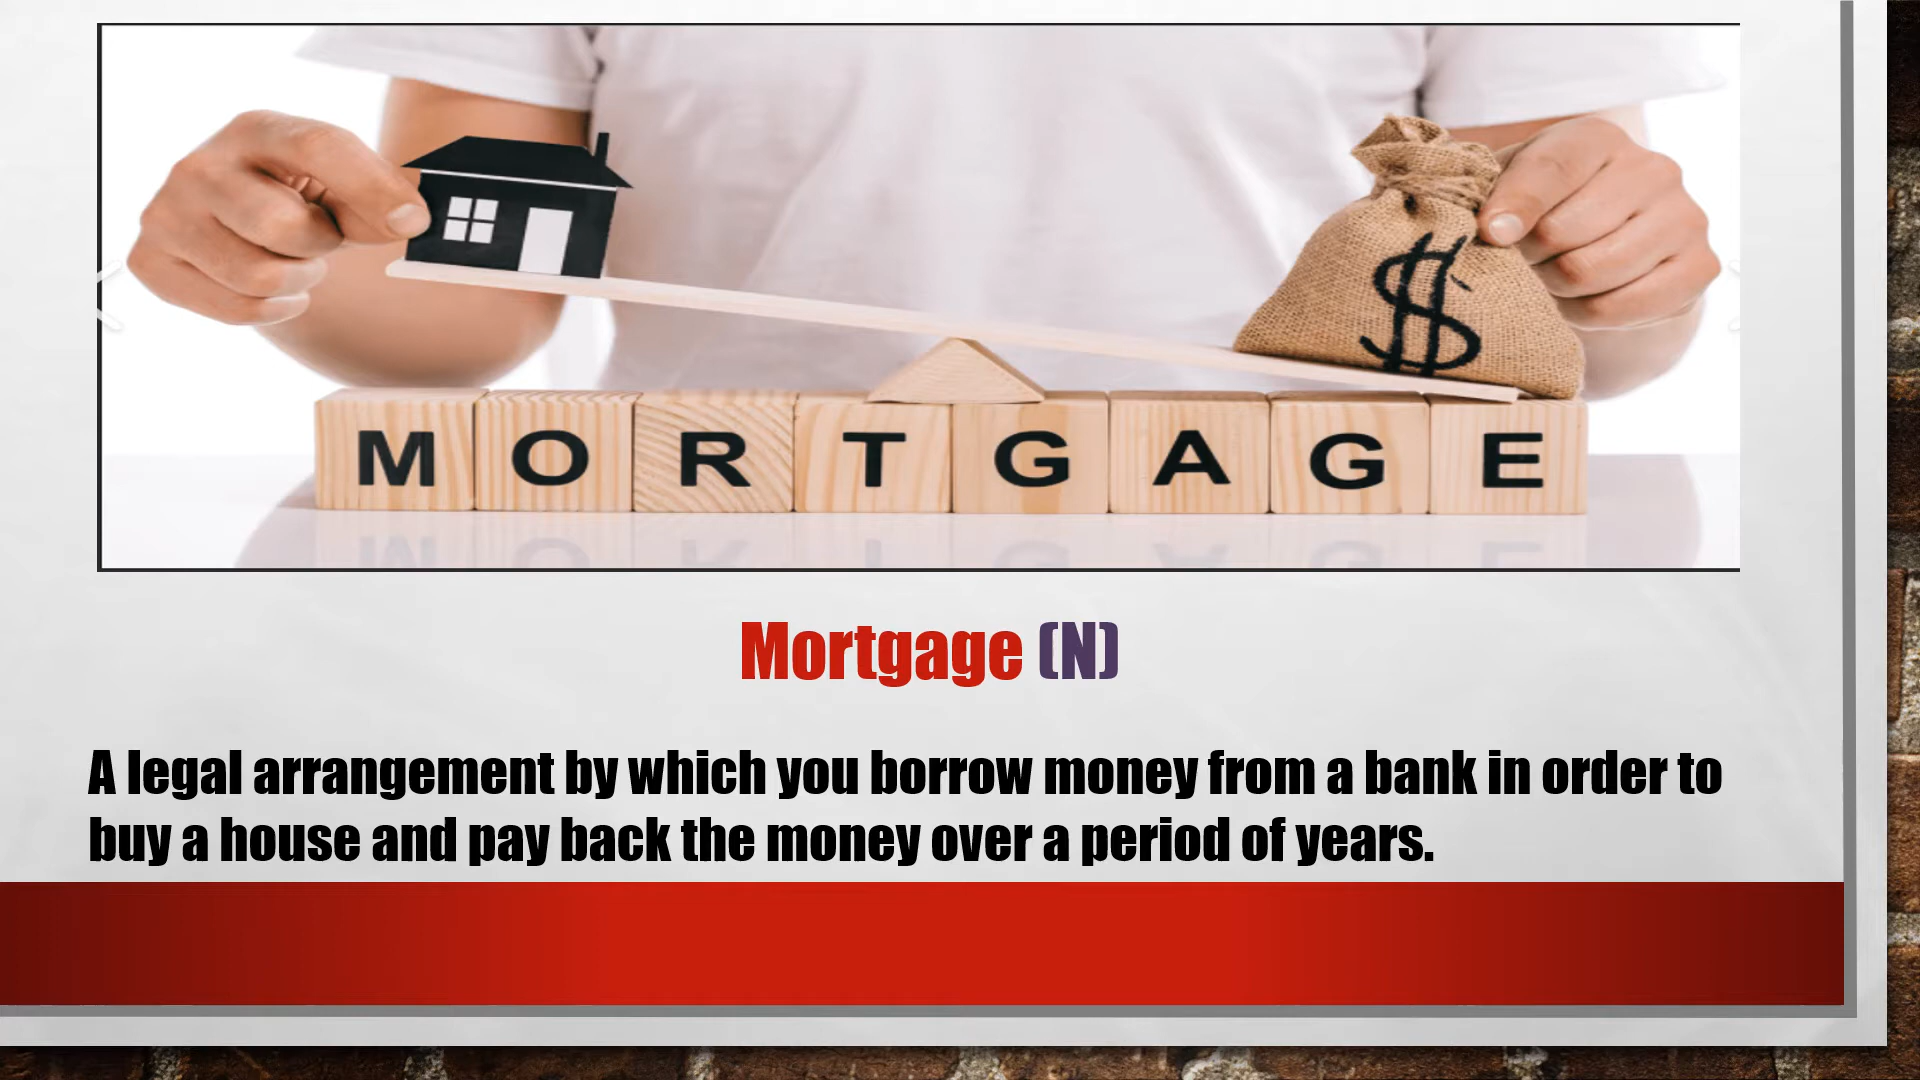 $
MORTGAGE
Mortgage (N)
A legal arrangement by which you borrow money from a bank in order to
buy a house and pay back the money over a period of years.